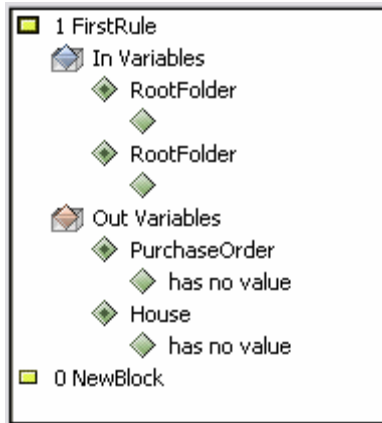 1 FirstRule
In Variables
RootFolder
RootFolder
Out Variables
PurchaseOrder
has no value
House
has no value
0 NewBlock